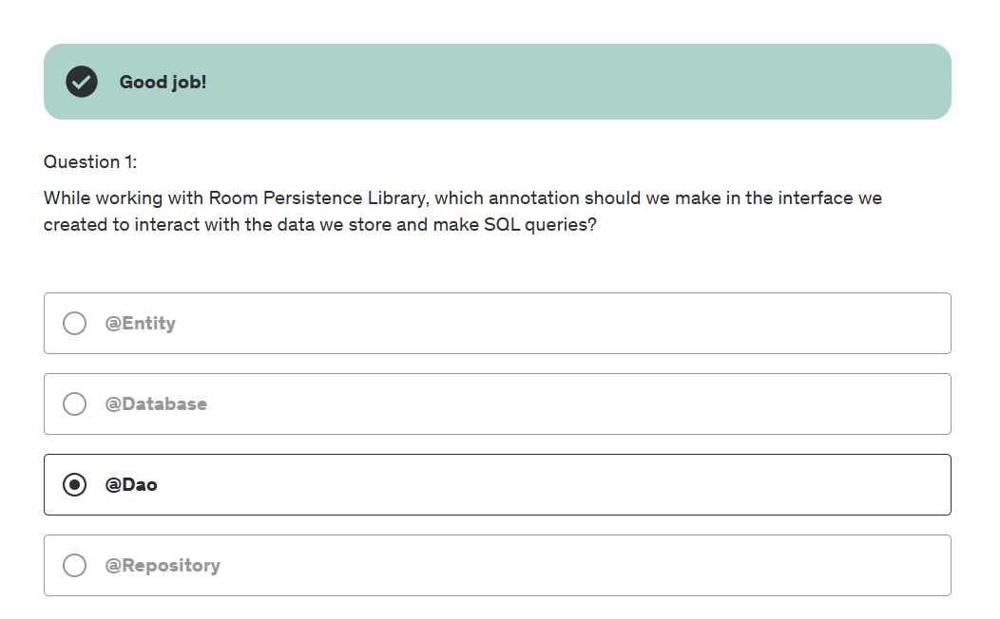 Good job!
Question 1:
While working with Room Persistence Library, which annotation should we make in the interface we
created to interact with the data we store and make SQL queries?
@Entity
@Database
@Dao
@Repository